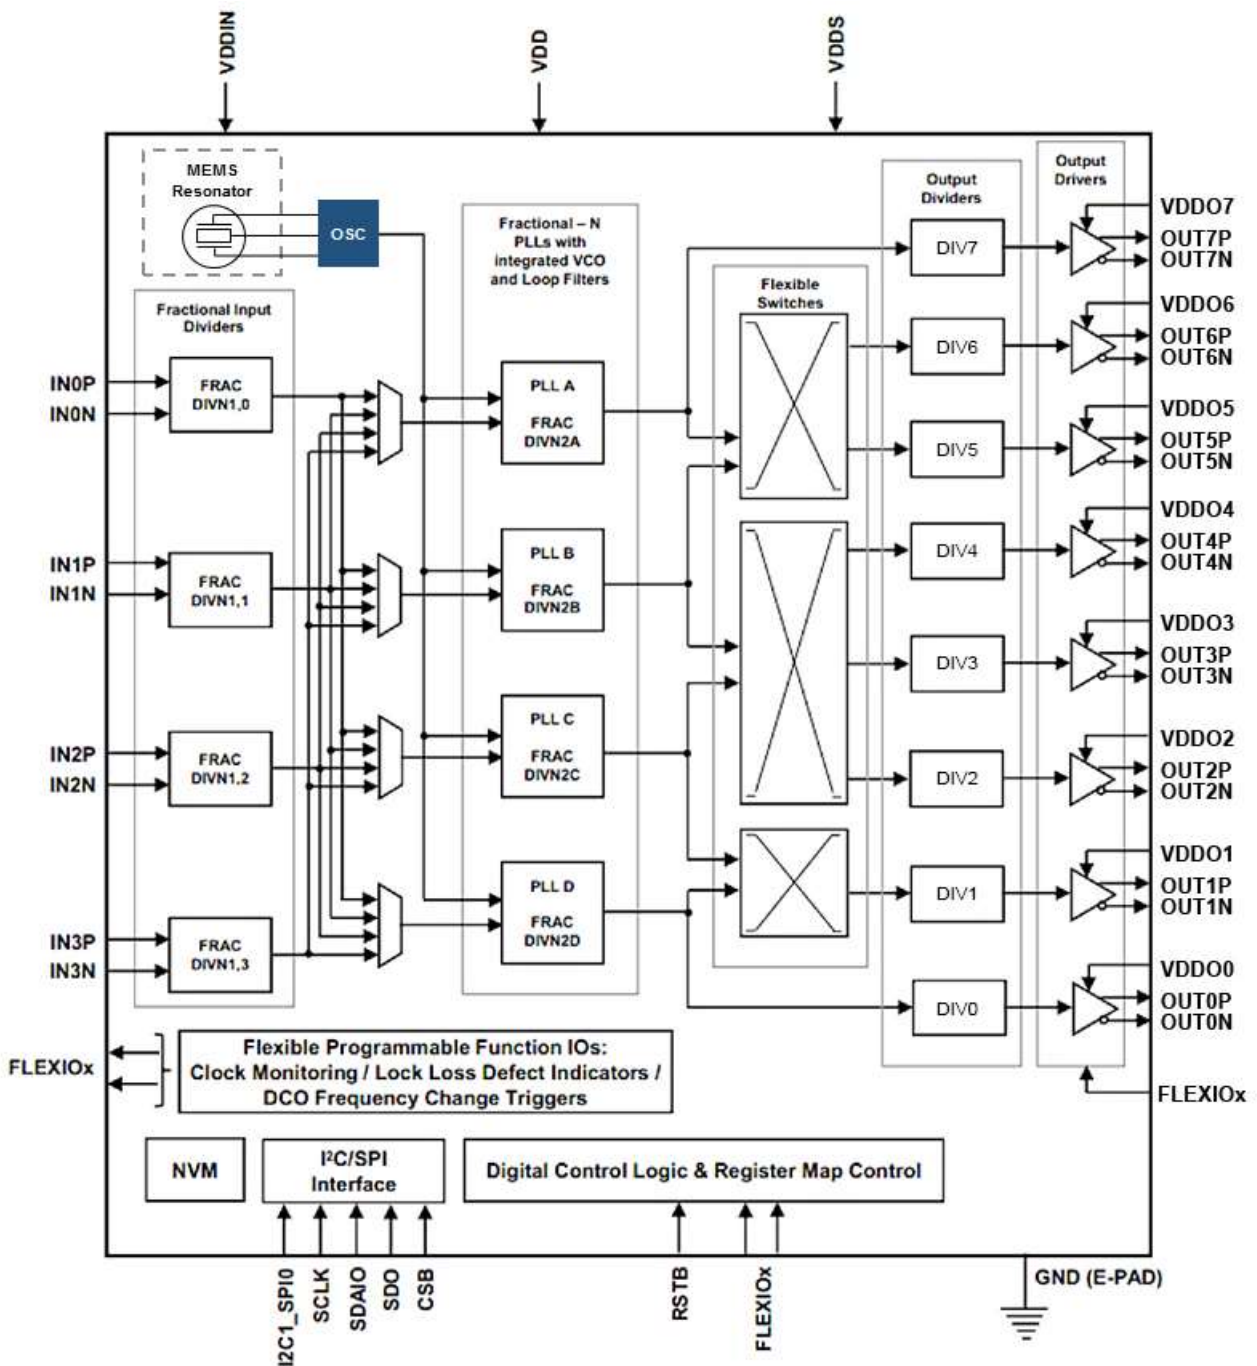 VDDIN
VDD
VDDS
MEMS
Resonator
OSC
Fractional – N
PLLs with
integrated VCO
and Loop Filters
Output
Dividers
Output
Drivers
Fractional Input
Dividers
Flexible
Switches
IN0P
IN0N
FRAC
DIVN1,0
IN1P
IN1N
FRAC
DIVN1,1
IN2P
IN2N
FRAC
DIVN1,2
IN3P
IN3N
FRAC
DIVN1,3
PLL A
FRAC
DIVN2A
PLL B
FRAC
DIVN2B
PLL C
FRAC
DIVN2C
PLL D
FRAC
DIVN2D
DIV7
DIV6
DIV5
DIV4
DIV3
DIV2
DIV1
DIV0
VDDO7
OUT7P
OUT7N
VDDO6
OUT6P
OUT6N
VDDO5
OUT5P
OUT5N
VDDO4
OUT4P
OUT4N
VDDO3
OUT3P
OUT3N
VDDO2
OUT2P
OUT2N
VDDO1
OUT1P
OUT1N
VDDO0
OUT0P
OUT0N
FLEXIOx
FLEXIOx
Flexible Programmable Function IOs:
Clock Monitoring / Lock Loss Defect Indicators /
DCO Frequency Change Triggers
NVM
I²C/SPI
Interface
Digital Control Logic & Register Map Control
I2C1_SPI0
SCLK
SDAIO
SDO
CSB
RSTB
FLEXIOx
GND (E-PAD)